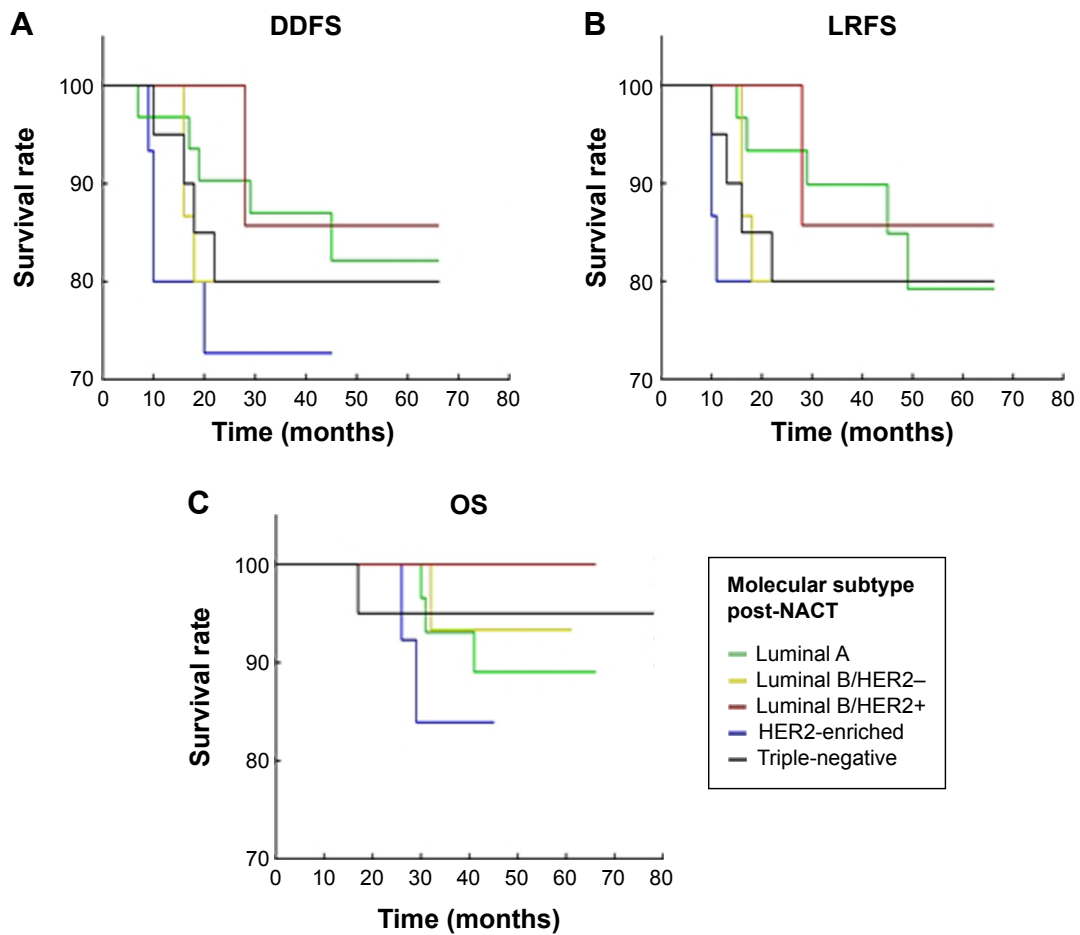 A
DDFS
Survival rate
100
90
80
70
0 10 20 30 40 50 60 70 80
Time (months)
B
LRFS
Survival rate
100
90
80
70
0 10 20 30 40 50 60 70 80
Time (months)
C
OS
Survival rate
100
90
80
70
0 10 20 30 40 50 60 70 80
Time (months)
Molecular subtype
post-NACT
Luminal A
Luminal B/HER2–
Luminal B/HER2+
HER2-enriched
Triple-negative